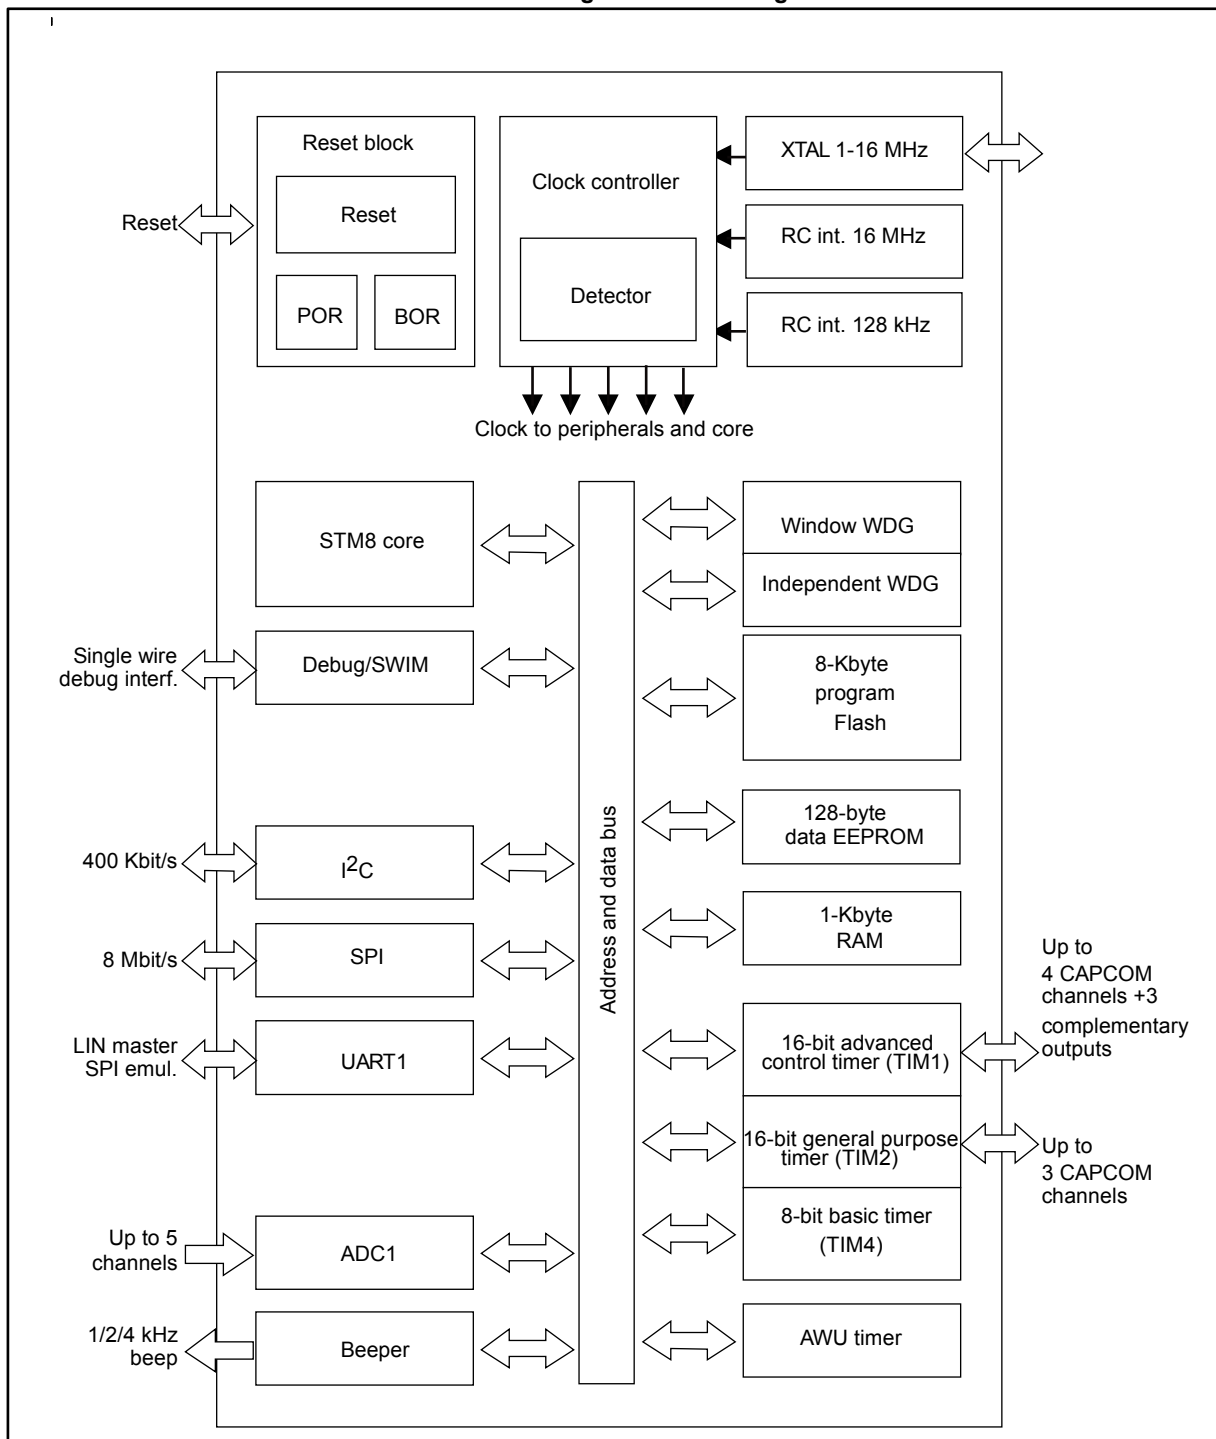 Reset block
Reset
POR
BOR
Reset
Clock controller
Detector
XTAL 1-16 MHz
RC int. 16 MHz
RC int. 128 kHz
Clock to peripherals and core
STM8 core
Single wire
debug interf.
Debug/SWIM
400 Kbit/s
I2C
8 Mbit/s
SPI
LIN master
SPI emul.
UART1
Up to 5
channels
ADC1
1/2/4 kHz
beep
Beeper
Address and data bus
Window WDG
Independent WDG
8-Kbyte
program
Flash
128-byte
data EEPROM
1-Kbyte
RAM
16-bit advanced
control timer (TIM1)
Up to
4 CAPCOM
channels +3
complementary
outputs
16-bit general purpose
timer (TIM2)
Up to
3 CAPCOM
channels
8-bit basic timer
(TIM4)
AWU timer